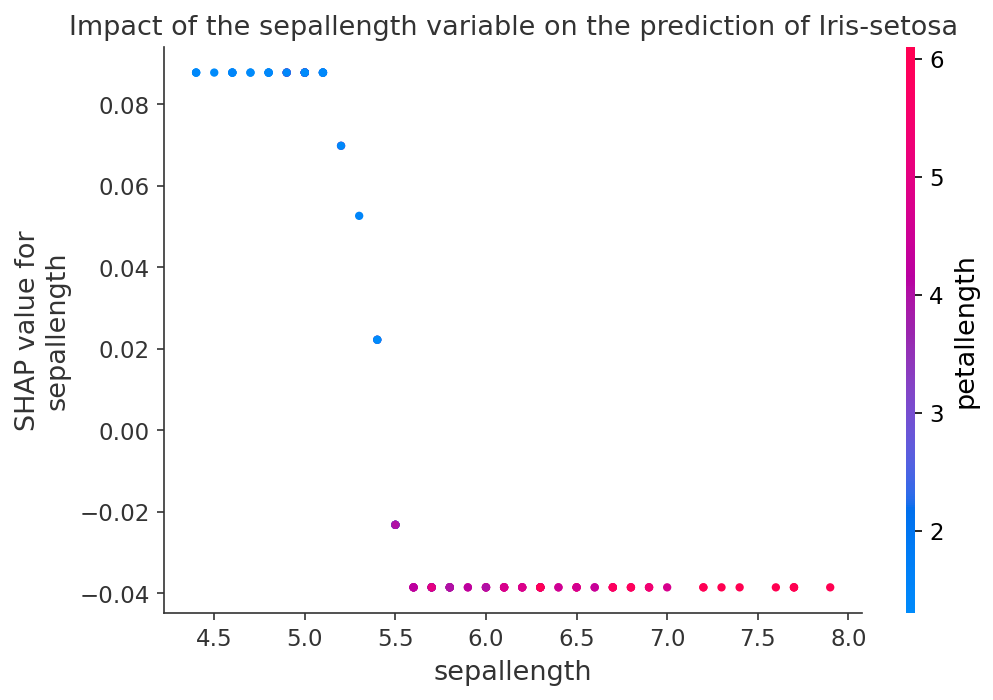 Impact of the sepallength variable on the prediction of Iris-setosa
SHAP value for
sepallength
0.08
0.06
0.04
0.02
0.00
−0.02
−0.04
4.5 5.0 5.5 6.0 6.5 7.0 7.5 8.0
sepallength
6
5
4
3
2
petallength